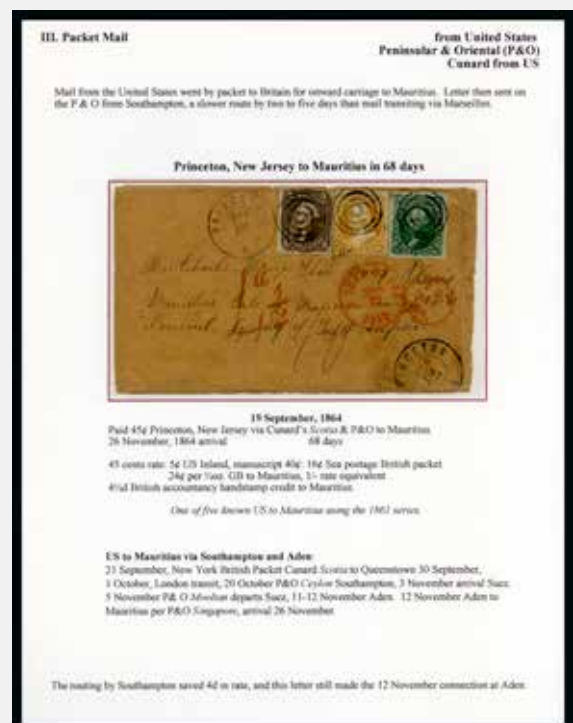 III. Packet Mail
from United States
Peninsular & Oriental (P&O)
Cunard from US
Mail from the United States went by packet to Britain for onward carriage to Mauritius. Letter then sent on
the P & O from Southampton, a slower route by two to five days than mail transiting via Marseilles.
Princeton, New Jersey to Mauritius in 68 days
19 September, 1864
Paid 45¢ Princeton, New Jersey via Cunard's Scotia & P&O to Mauritius
26 November, 1864 arrival 68 days
45 cents rate: 5¢ US Inland, manuscript 40¢: 16¢ Sea postage British packet
24¢ per ½oz. GB to Mauritius, 1/- rate equivalent
4½d British accountancy handstamp credit to Mauritius.
One of five known US to Mauritius using the 1861 series.
US to Mauritius via Southampton and Aden
21 September, New York British Packet Cunard Scotia to Queenstown 30 September,
1 October, London transit, 20 October P&O Ceylon Southampton, 3 November arrival Suez.
5 November P& O departs Suez, 11-12 November Aden. 12 November Aden to
Mauritius per P&O Singapore, arrival 26 November.
The routing by Southampton saved 4d in rate, and this letter still made the 12 November connection at Aden.